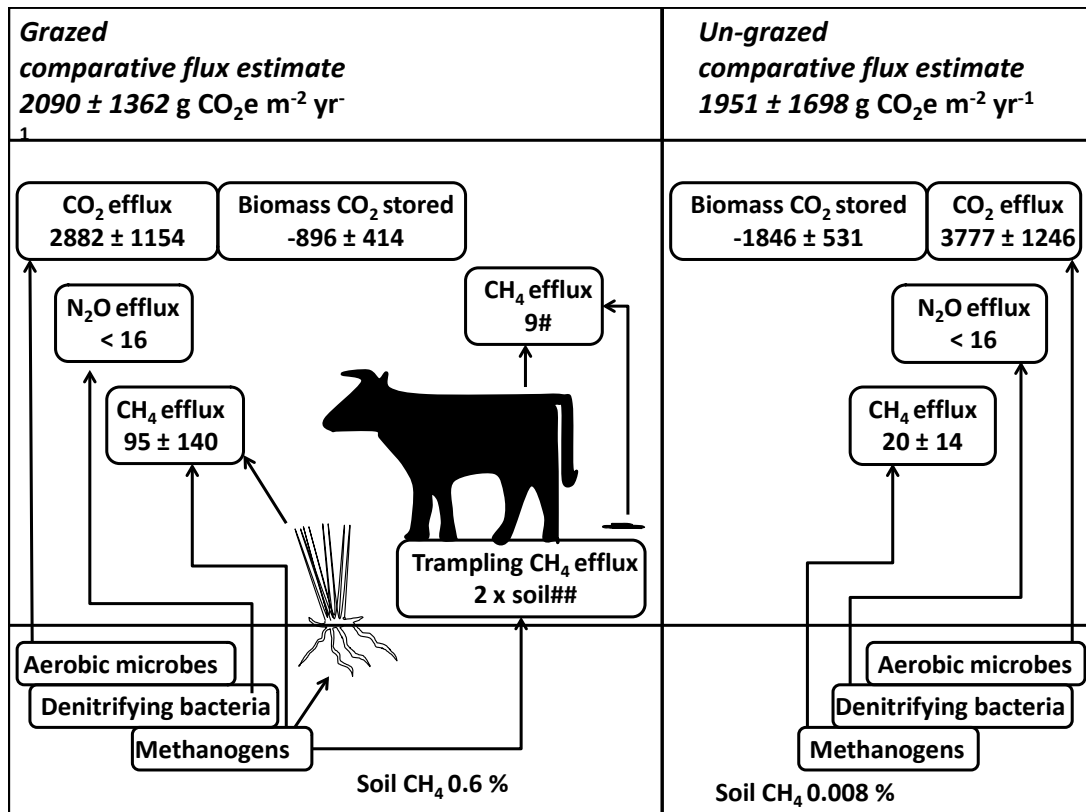 Grazed
comparative flux estimate
2090 ± 1362 g CO₂e m⁻² yr⁻
¹
Un-grazed
comparative flux estimate
1951 ± 1698 g CO₂e m⁻² yr⁻¹
CO₂ efflux
2882 ± 1154
Biomass CO₂ stored
-896 ± 414
N₂O efflux
< 16
CH₄ efflux
95 ± 140
CH₄ efflux
9#
Trampling CH₄ efflux
2 x soil##
Aerobic microbes
Denitrifying bacteria
Methanogens
Soil CH₄ 0.6 %
Biomass CO₂ stored
-1846 ± 531
CO₂ efflux
3777 ± 1246
N₂O efflux
< 16
CH₄ efflux
20 ± 14
Aerobic microbes
Denitrifying bacteria
Methanogens
Soil CH₄ 0.008 %